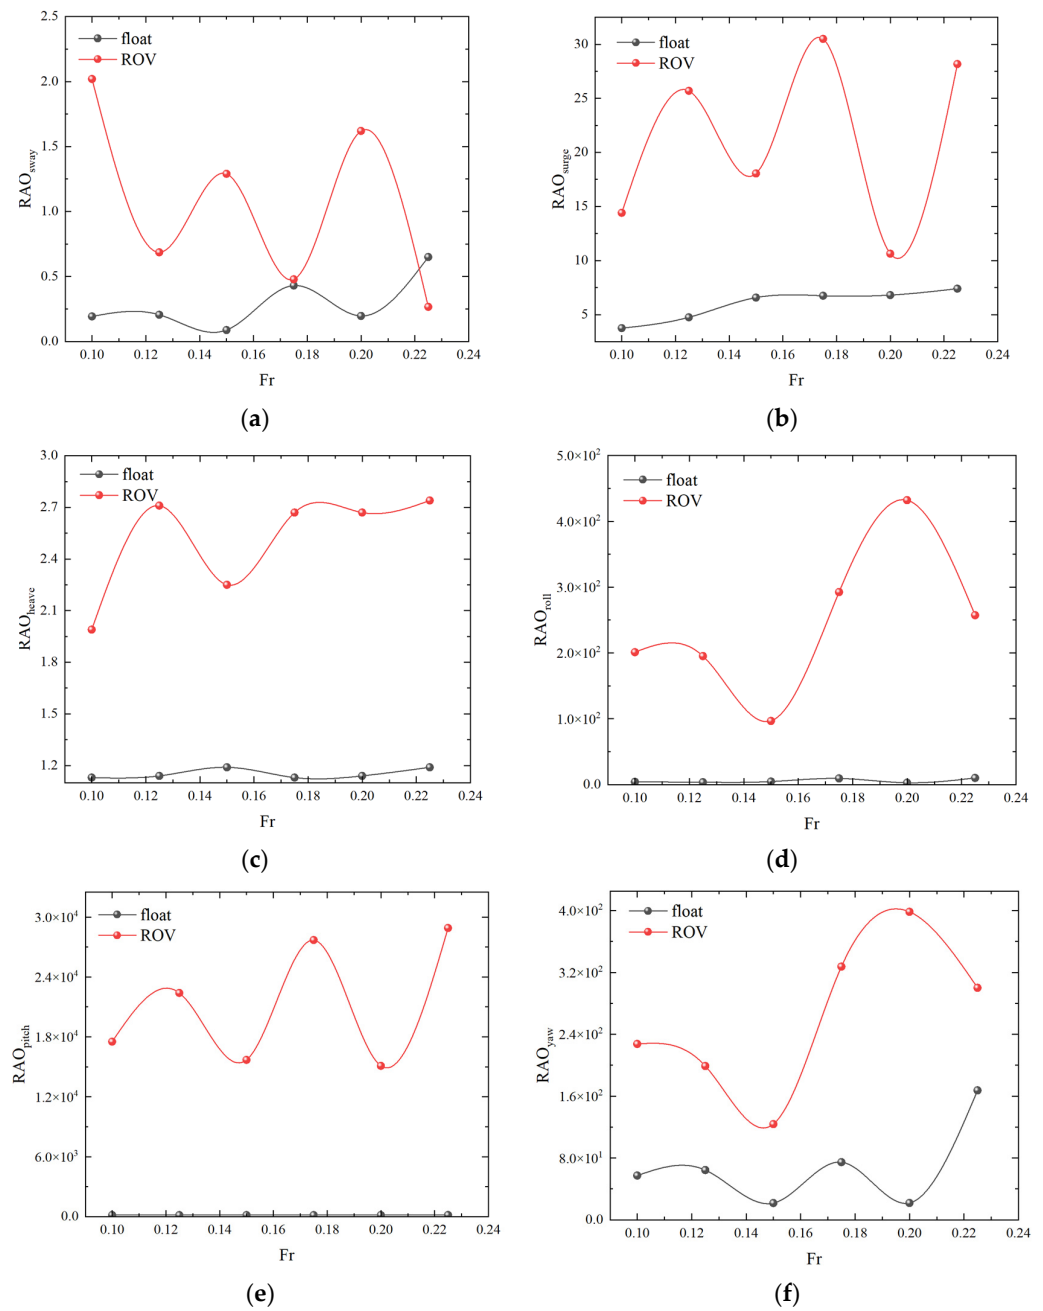 2.5
2.0
1.5
1.0
0.5
0.0
RAOsway
float
ROV
0.10 0.12 0.14 0.16 0.18 0.20 0.22 0.24
Fr
(a)
30
25
20
15
10
5
RAOsurge
float
ROV
0.10 0.12 0.14 0.16 0.18 0.20 0.22 0.24
Fr
(b)
3.0
2.7
2.4
2.1
1.8
1.5
1.2
RAOheave
float
ROV
0.10 0.12 0.14 0.16 0.18 0.20 0.22 0.24
Fr
(c)
5.0×10²
4.0×10²
3.0×10²
2.0×10²
1.0×10²
0.0
RAOroll
float
ROV
0.10 0.12 0.14 0.16 0.18 0.20 0.22 0.24
Fr
(d)
3.0×10⁴
2.4×10⁴
1.8×10⁴
1.2×10⁴
6.0×10³
0.0
RAOpitch
float
ROV
0.10 0.12 0.14 0.16 0.18 0.20 0.22 0.24
Fr
(e)
4.0×10²
3.2×10²
2.4×10²
1.6×10²
8.0×10¹
0.0
RAOyaw
float
ROV
0.10 0.12 0.14 0.16 0.18 0.20 0.22 0.24
Fr
(f)